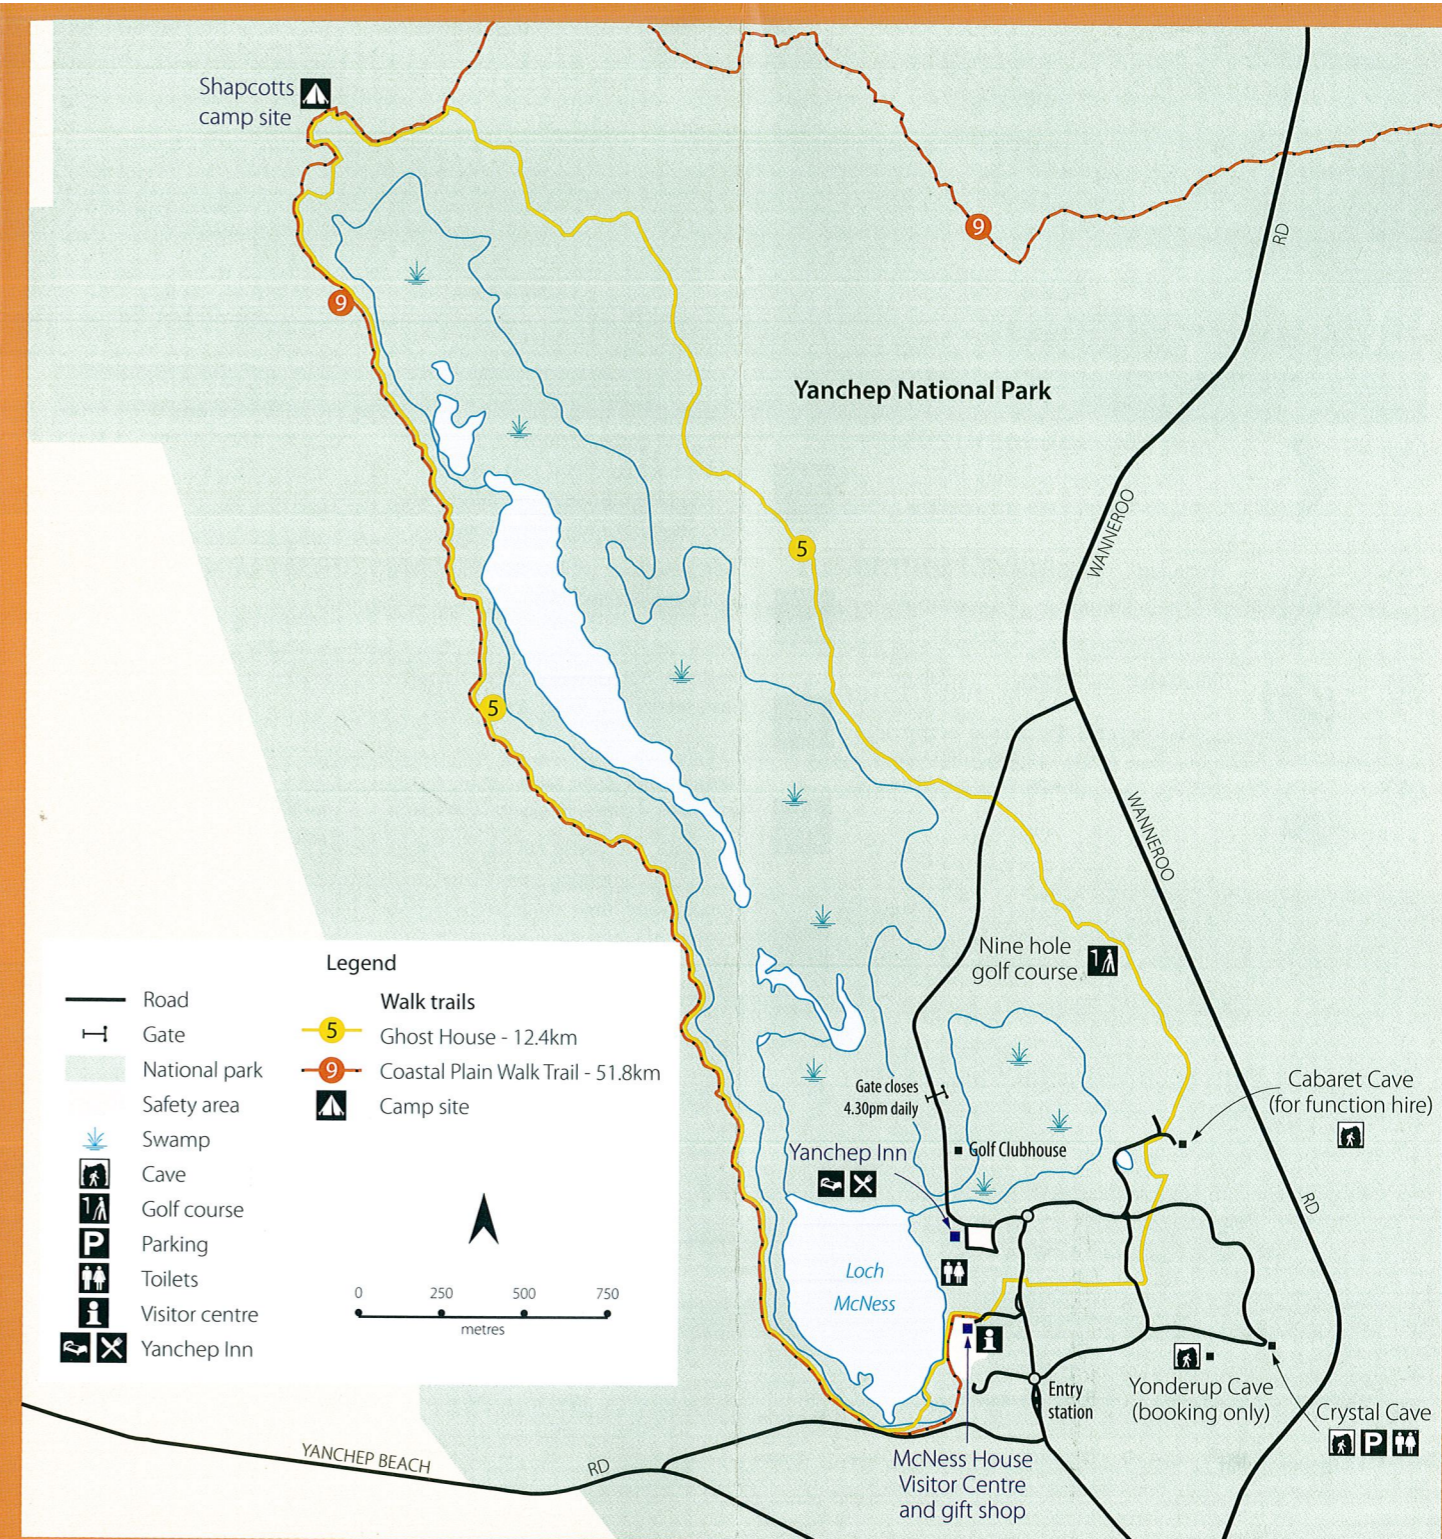 Shapcotts
camp site
9
RD
9
Yanchep National Park
WANNEROO
5
5
WANNEROO
Nine hole
golf course
Legend
Road
Gate
National park
Safety area
Swamp
Cave
Golf course
P
Parking
Toilets
i
Visitor centre
Yanchep Inn
Walk trails
5
Ghost House - 12.4km
9
Coastal Plain Walk Trail - 51.8km
Camp site
0 250 500 750
metres
Gate closes
4.30pm daily
Golf Clubhouse
Yanchep Inn
Cabaret Cave
(for function hire)
RD
Loch
McNess
i
Entry
station
Yonderup Cave
(booking only)
Crystal Cave
P
McNess House
Visitor Centre
and gift shop
YANCHEP BEACH
RD